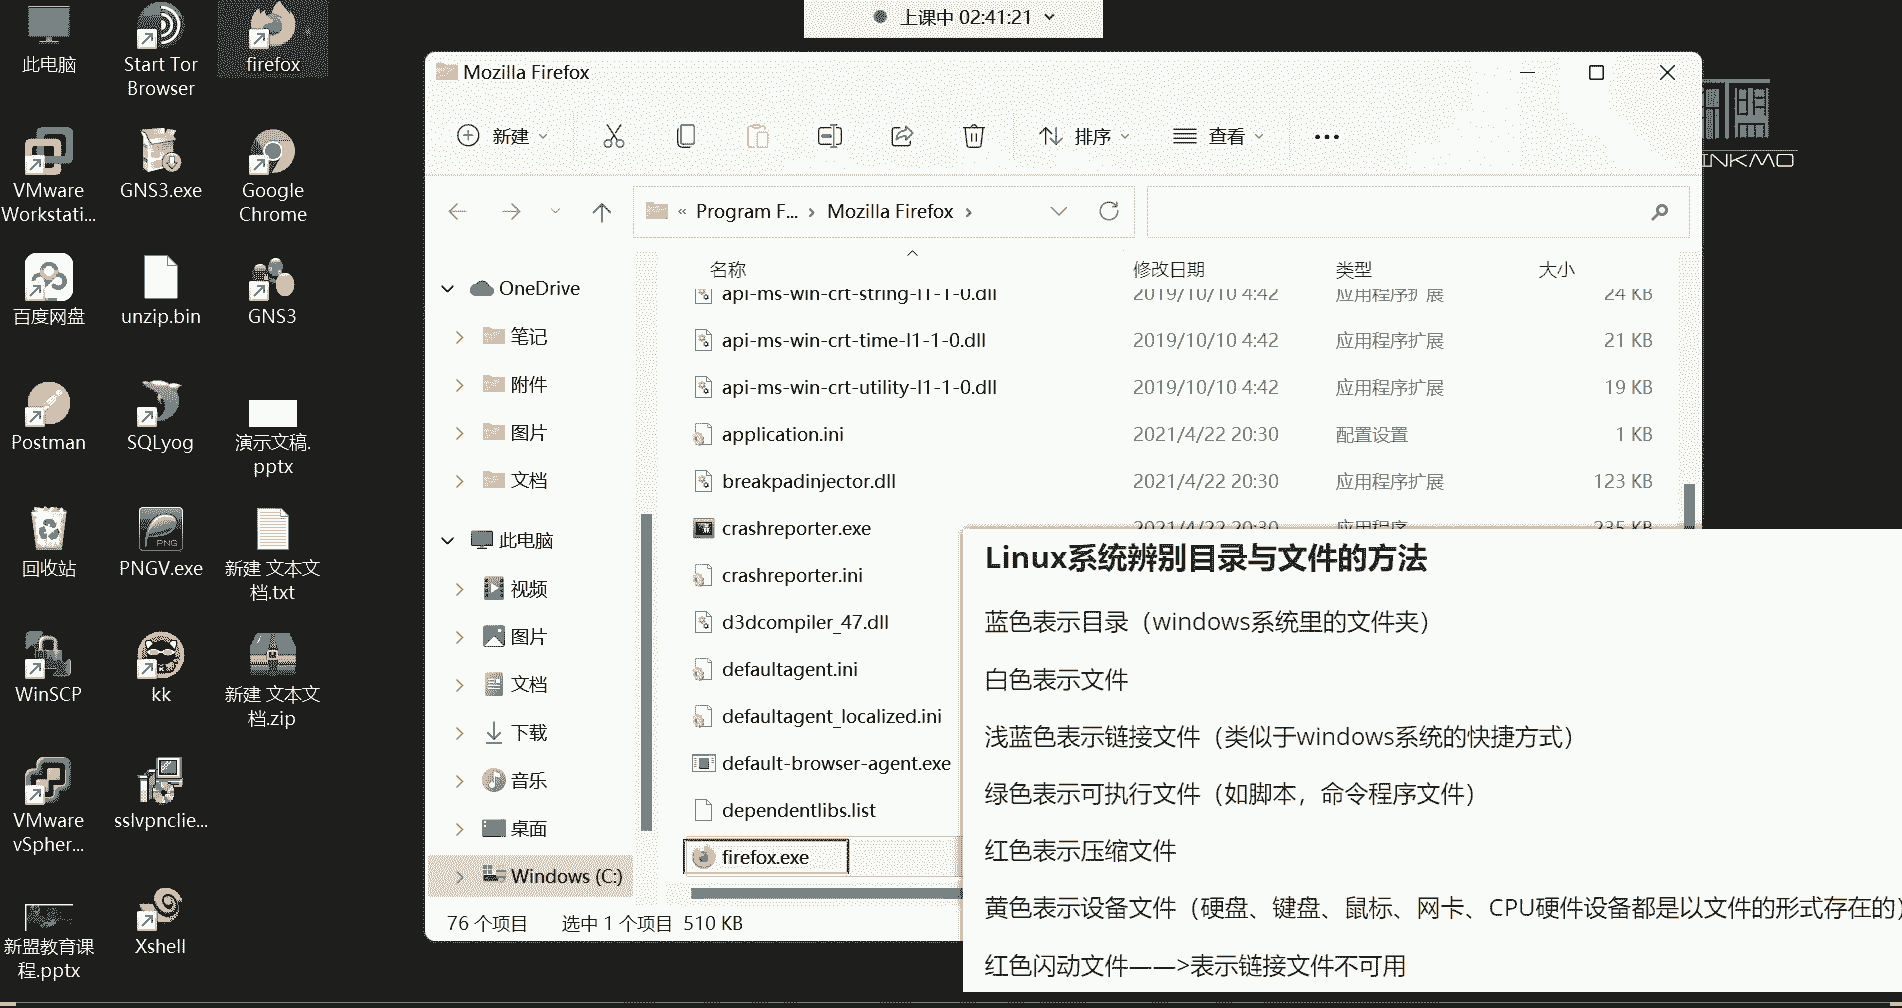 上课中 02:41:21
此电脑
Start Tor
Browser
firefox
VMware
Workstati...
GNS3.exe
Google
Chrome
百度网盘
unzip.bin
GNS3
Postman
SQLyog
演示文稿.
pptx
回收站
PNG
PNGV.exe
新建 文本文
档.txt
WinSCP
kk
新建 文本文
档.zip
VMware
vSpher...
sslvpnclie...
新盟教育课
程.pptx
Xshell
INKMO
Mozilla Firefox
新建
排序
查看
« Program F... › Mozilla Firefox ›
名称 修改日期 类型 大小
OneDrive
笔记
附件
图片
文档
此电脑
视频
图片
文档
下载
音乐
桌面
Windows (C:)
api-ms-win-crt-string-l1-1-0.dll 2019/10/10 4:42 应用程序扩展 24 KB
api-ms-win-crt-time-l1-1-0.dll 2019/10/10 4:42 应用程序扩展 21 KB
api-ms-win-crt-utility-l1-1-0.dll 2019/10/10 4:42 应用程序扩展 19 KB
application.ini 2021/4/22 20:30 配置设置 1 KB
breakpadinjector.dll 2021/4/22 20:30 应用程序扩展 123 KB
crashreporter.exe 2021/4/22 20:30 应用程序 235 KB
crashreporter.ini
d3dcompiler_47.dll
defaultagent.ini
defaultagent_localized.ini
default-browser-agent.exe
dependentlibs.list
firefox.exe
76 个项目 选中 1 个项目 510 KB
Linux系统辨别目录与文件的方法
蓝色表示目录（windows系统里的文件夹）
白色表示文件
浅蓝色表示链接文件（类似于windows系统的快捷方式）
绿色表示可执行文件（如脚本，命令程序文件）
红色表示压缩文件
黄色表示设备文件（硬盘、键盘、鼠标、网卡、CPU硬件设备都是以文件的形式存在的）
红色闪动文件——>表示链接文件不可用